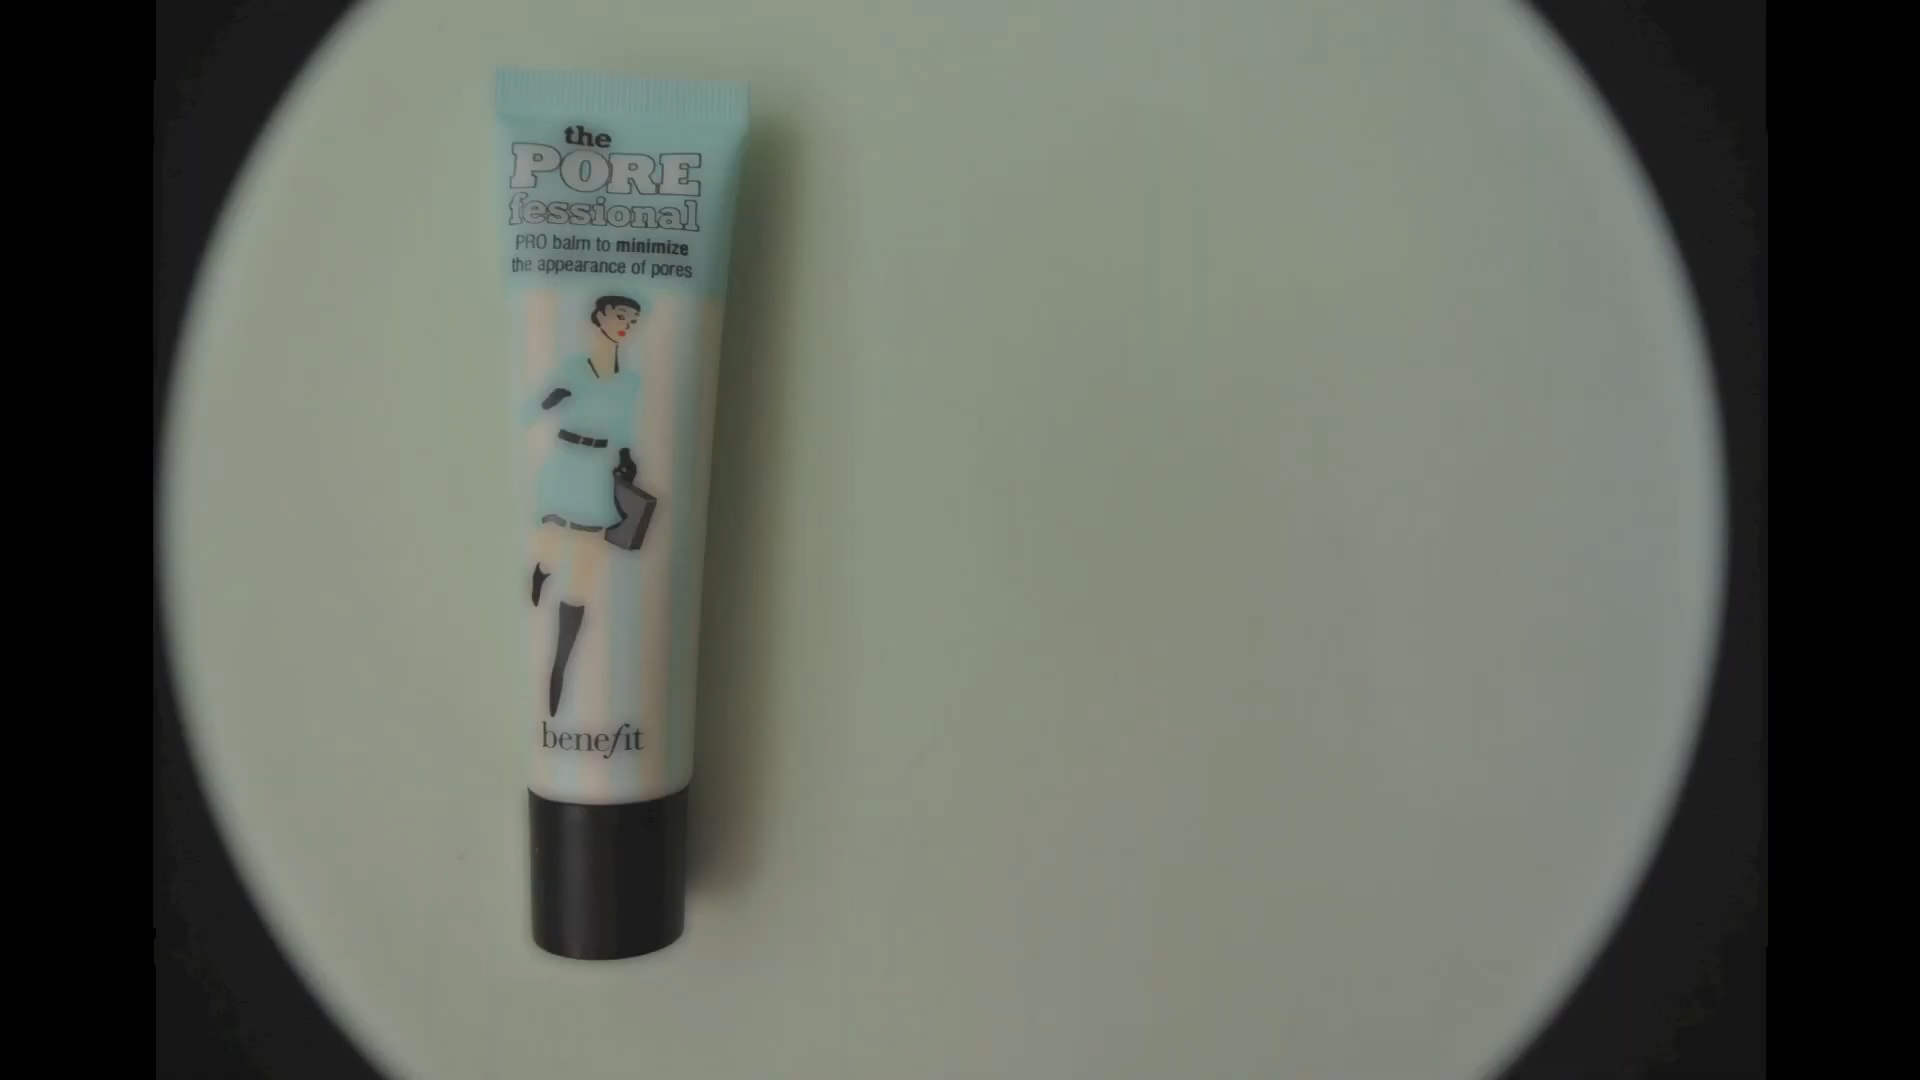 the
PORE
fessional
PRO balm to minimize
the appearance of pores
benefit